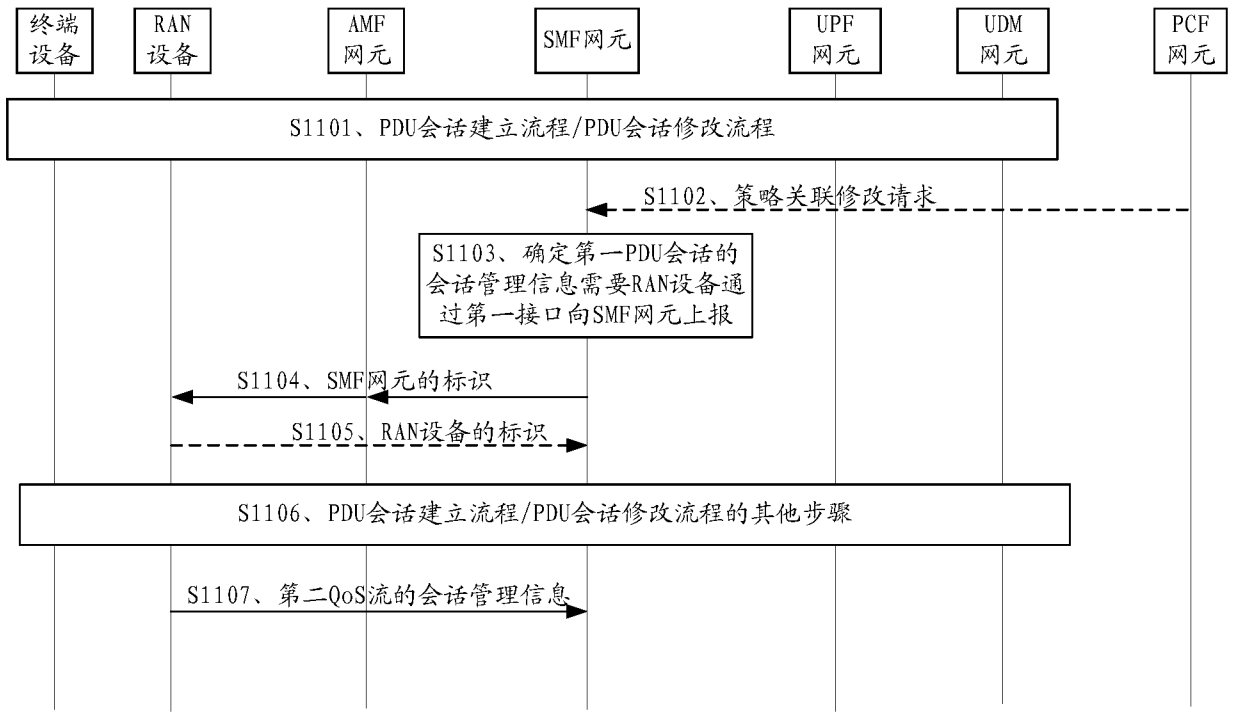 终端
设备
RAN
设备
AMF
网元
SMF网元
UPF
网元
UDM
网元
PCF
网元
S1101、PDU会话建立流程/PDU会话修改流程
S1102、策略关联修改请求
S1103、确定第一PDU会话的
会话管理信息需要RAN设备通
过第一接口向SMF网元上报
S1104、SMF网元的标识
S1105、RAN设备的标识
S1106、PDU会话建立流程/PDU会话修改流程的其他步骤
S1107、第二QoS流的会话管理信息